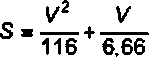 S = V²/116 + V/6,66